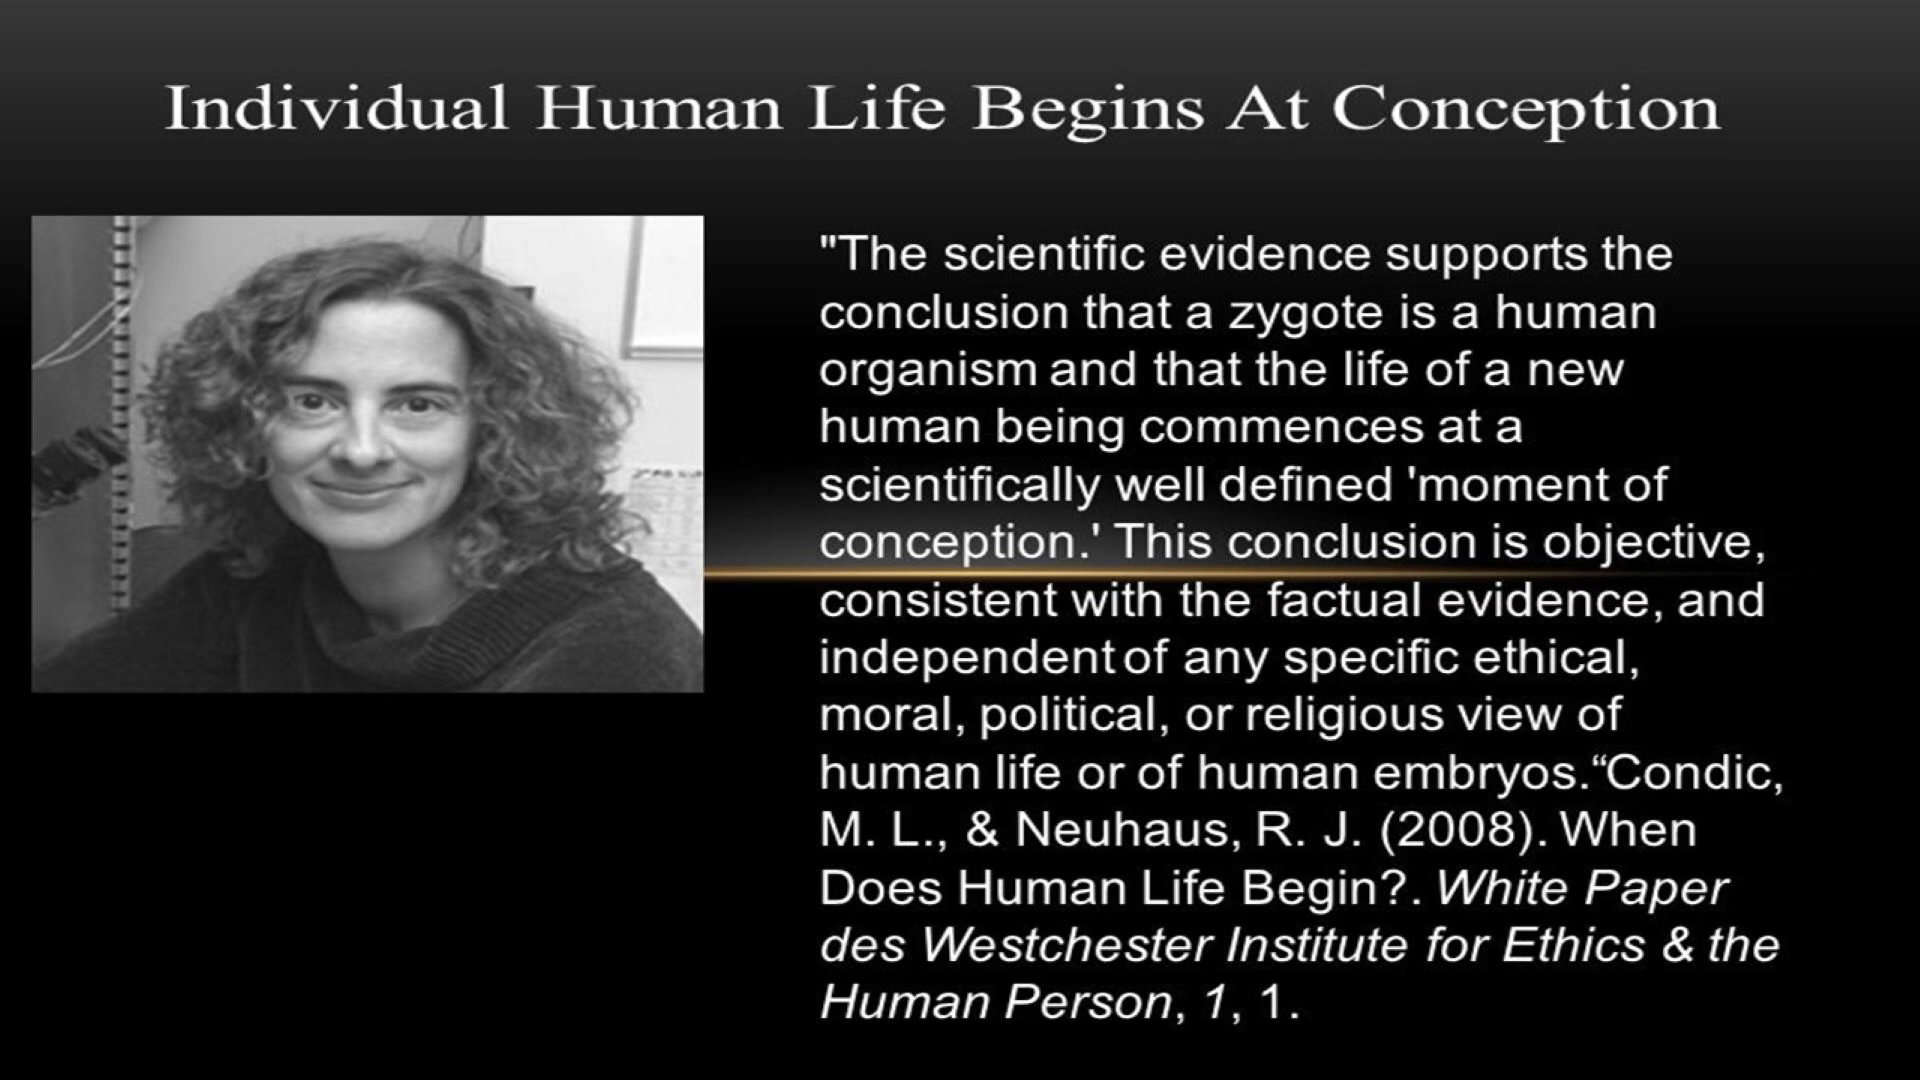 Individual Human Life Begins At Conception
"The scientific evidence supports the
conclusion that a zygote is a human
organism and that the life of a new
human being commences at a
scientifically well defined 'moment of
conception.' This conclusion is objective,
consistent with the factual evidence, and
independent of any specific ethical,
moral, political, or religious view of
human life or of human embryos.“Condic,
M. L., & Neuhaus, R. J. (2008). When
Does Human Life Begin?. White Paper
des Westchester Institute for Ethics & the
Human Person, 1, 1.